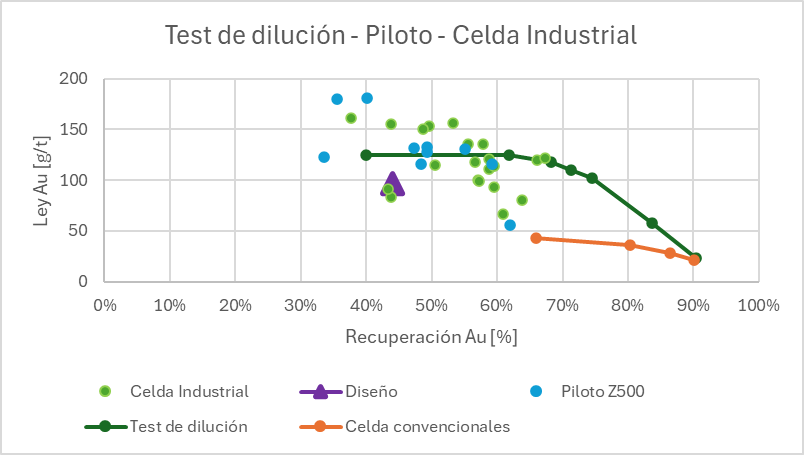 Test de dilución - Piloto - Celda Industrial
200
150
100
50
0
Ley Au [g/t]
0% 10% 20% 30% 40% 50% 60% 70% 80% 90% 100%
Recuperación Au [%]
Celda Industrial Diseño Piloto Z500
Test de dilución Celda convencionales